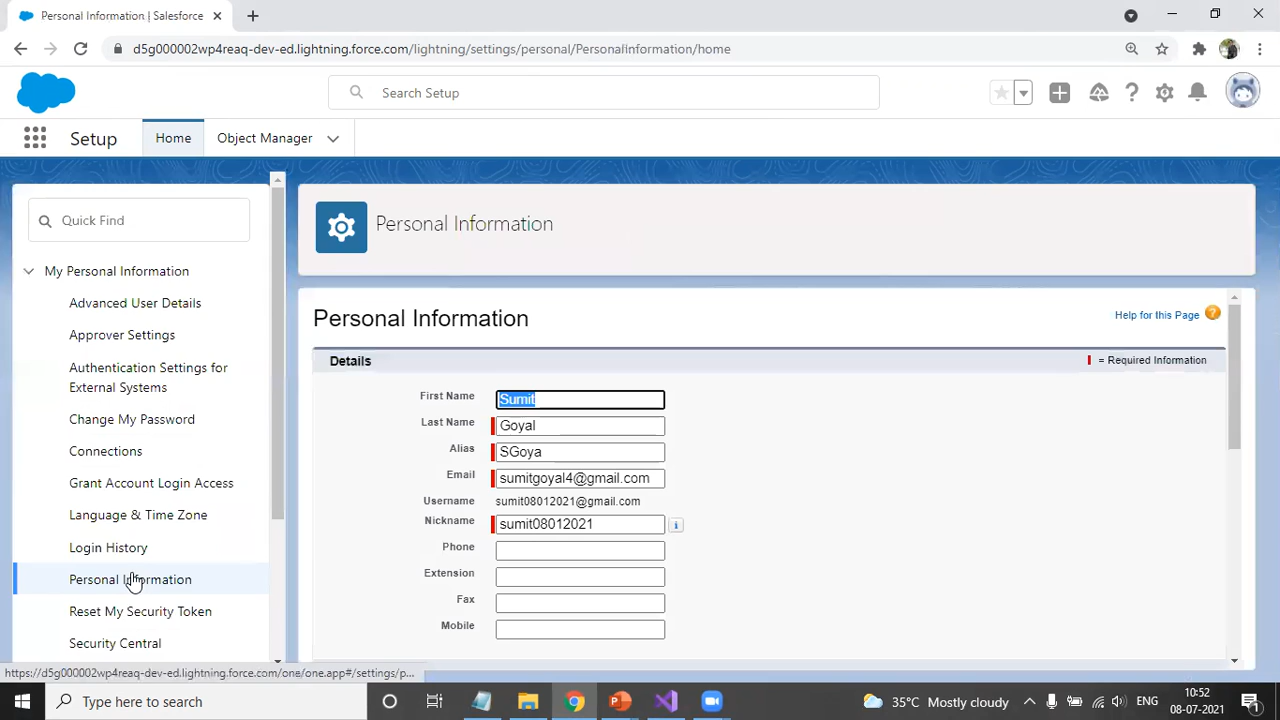 Personal Information | Salesforce
d5g000002wp4reaq-dev-ed.lightning.force.com/lightning/settings/personal/PersonalInformation/home
Search Setup
Setup
Home
Object Manager
Quick Find
My Personal Information
Advanced User Details
Approver Settings
Authentication Settings for
External Systems
Change My Password
Connections
Grant Account Login Access
Language & Time Zone
Login History
Personal Information
Reset My Security Token
Security Central
Personal Information
Personal Information
Help for this Page
Details
= Required Information
First Name Sumit
Last Name Goyal
Alias SGoya
Email sumitgoyal4@gmail.com
Username sumit08012021@gmail.com
Nickname sumit08012021
Phone
Extension
Fax
Mobile
https://d5g000002wp4reaq-dev-ed.lightning.force.com/one/one.app#/settings/p...
Type here to search
35°C Mostly cloudy
ENG
10:52
08-07-2021
1